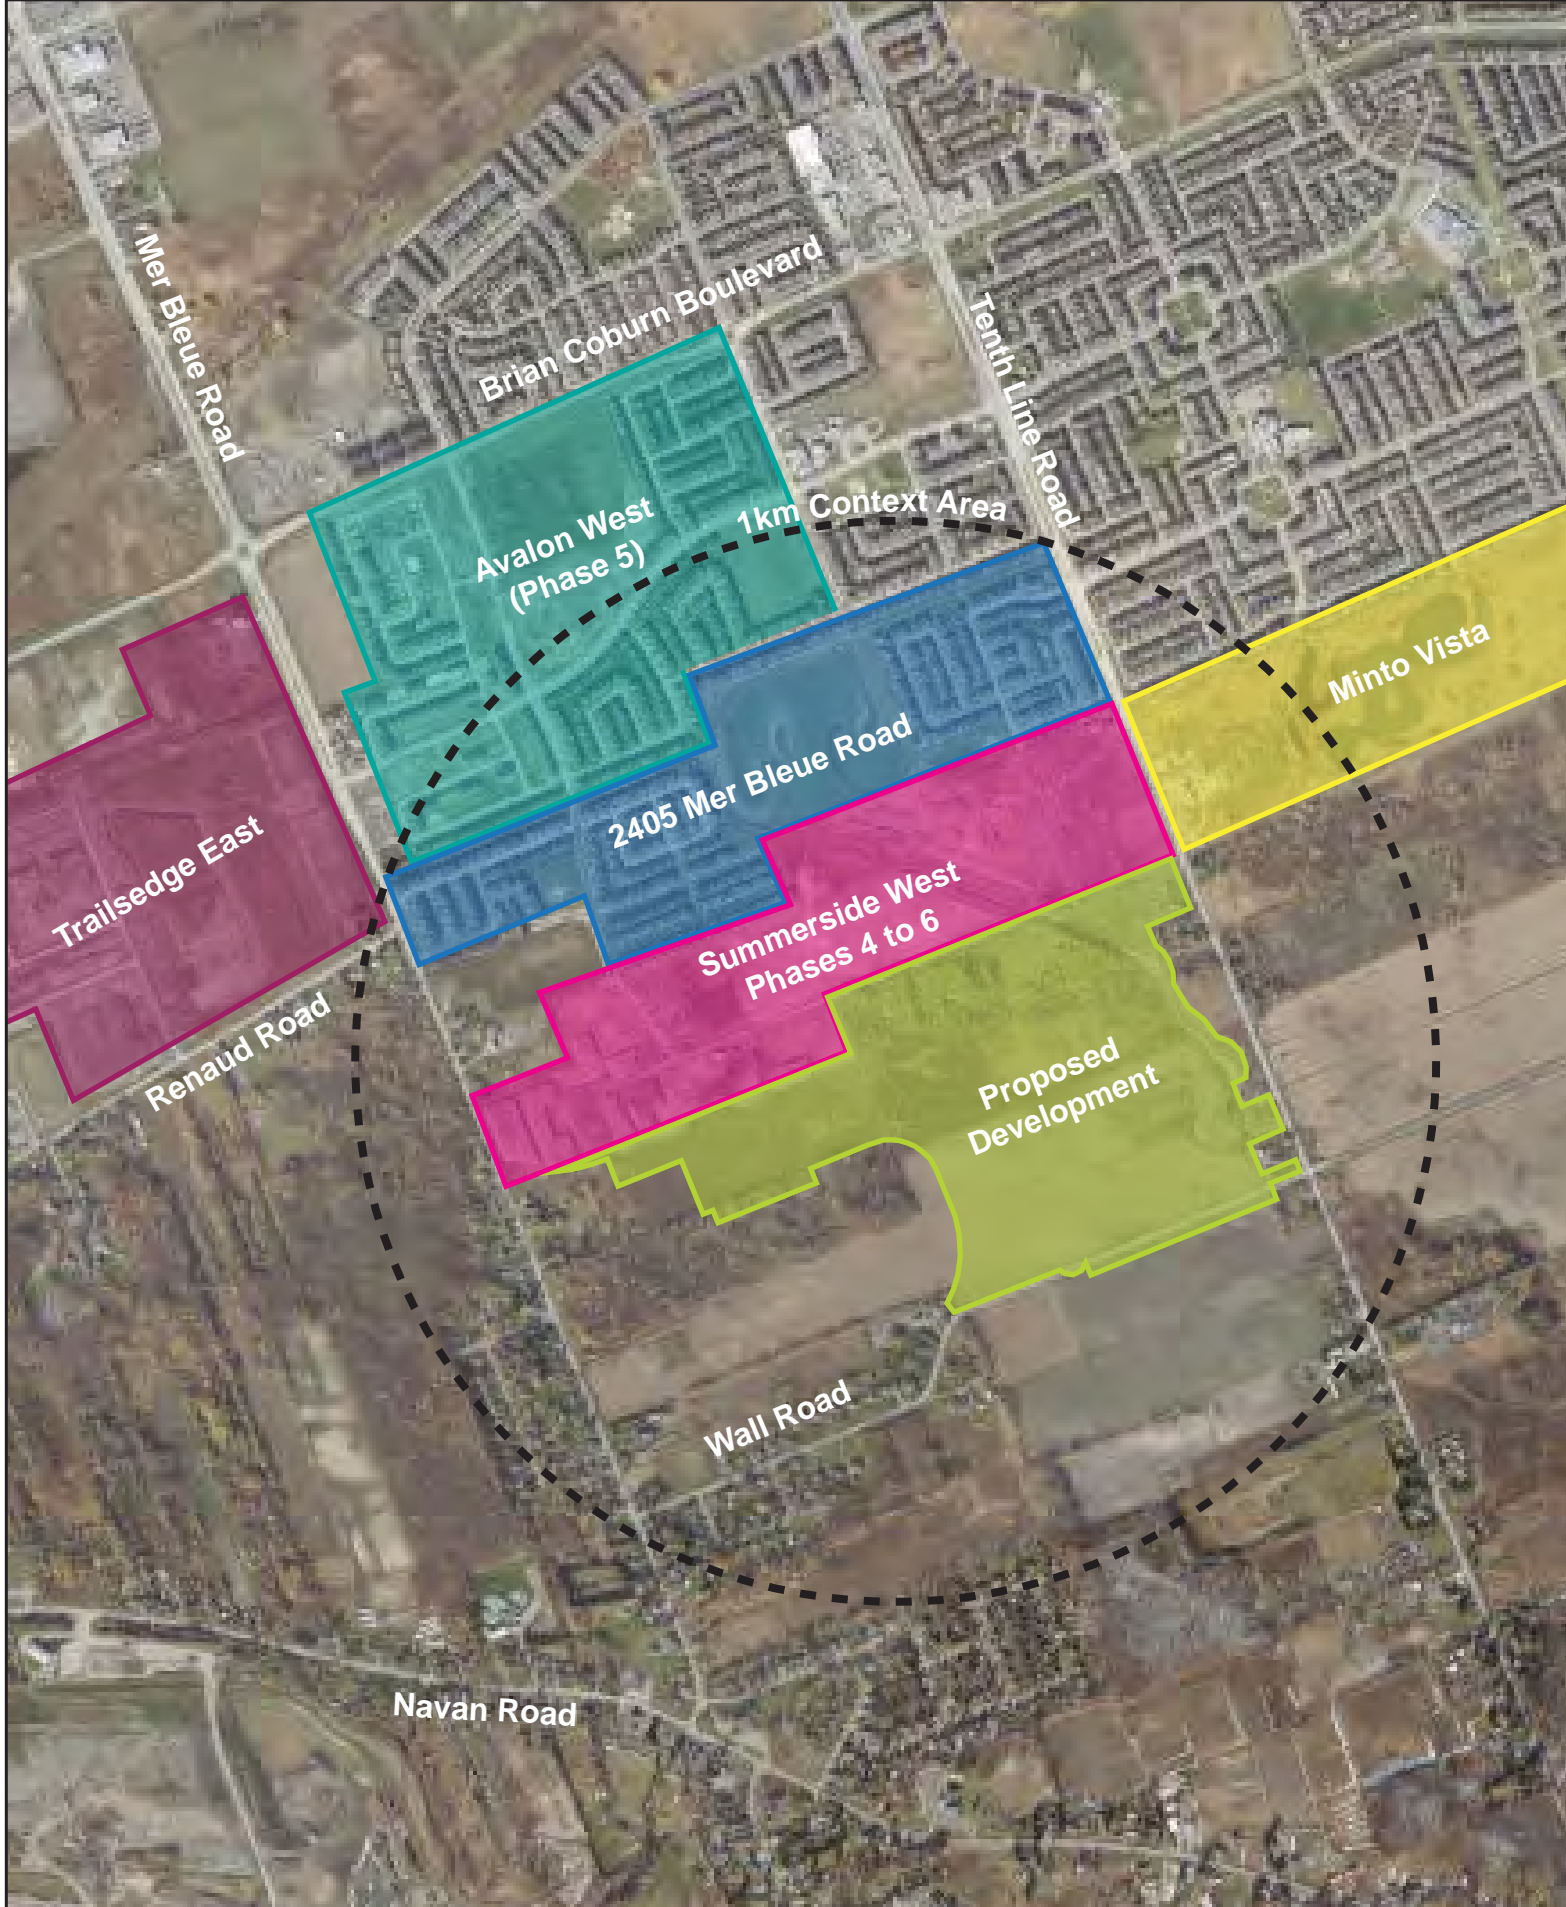 Mer Bleue Road
Brian Coburn Boulevard
Tenth Line Road
1km Context Area
Avalon West
(Phase 5)
Minto Vista
2405 Mer Bleue Road
Trailsedge East
Summerside West
Phases 4 to 6
Renaud Road
Proposed
Development
Wall Road
Navan Road